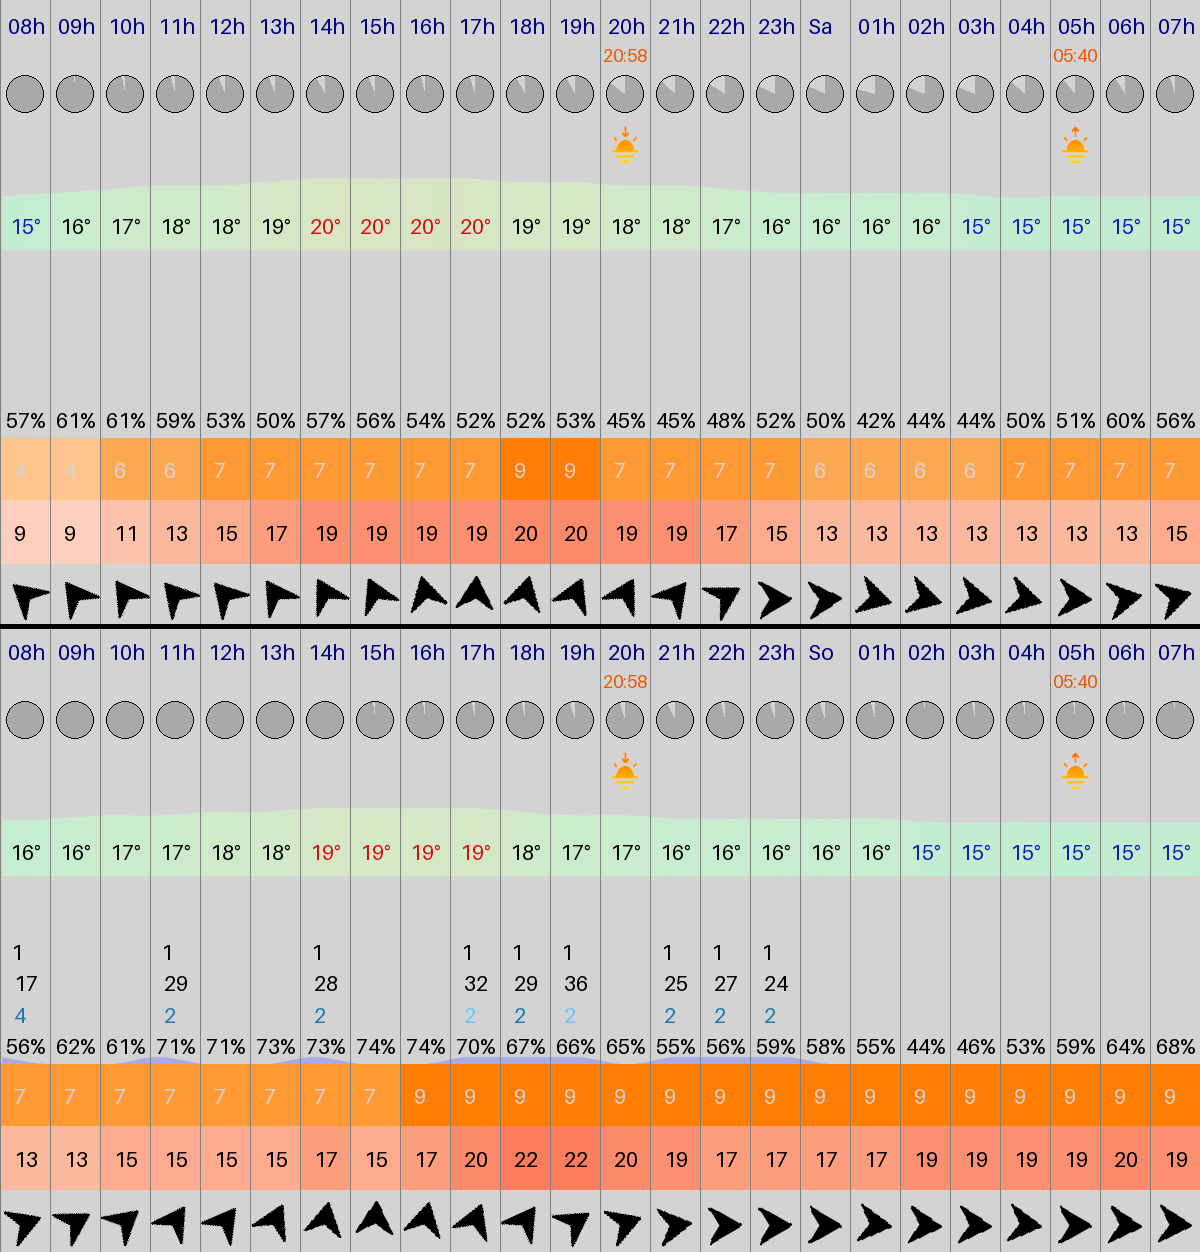 08h 09h 10h 11h 12h 13h 14h 15h 16h 17h 18h 19h 20h 21h 22h 23h Sa 01h 02h 03h 04h 05h 06h 07h
20:58 05:40
15° 16° 17° 18° 18° 19° 20° 20° 20° 20° 19° 19° 18° 18° 17° 16° 16° 16° 16° 15° 15° 15° 15° 15°
57% 61% 61% 59% 53% 50% 57% 56% 54% 52% 52% 53% 45% 45% 48% 52% 50% 42% 44% 44% 50% 51% 60% 56%
4 4 6 6 7 7 7 7 7 7 9 9 7 7 7 7 6 6 6 6 7 7 7 7
9 9 11 13 15 17 19 19 19 19 20 20 19 19 17 15 13 13 13 13 13 13 13 15
08h 09h 10h 11h 12h 13h 14h 15h 16h 17h 18h 19h 20h 21h 22h 23h So 01h 02h 03h 04h 05h 06h 07h
20:58 05:40
16° 16° 17° 17° 18° 18° 19° 19° 19° 19° 18° 17° 17° 16° 16° 16° 16° 16° 15° 15° 15° 15° 15° 15°
1 1 1 1 1 1 1 1 1
17 29 28 32 29 36 25 27 24
4 2 2 2 2 2 2 2 2
56% 62% 61% 71% 71% 73% 73% 74% 74% 70% 67% 66% 65% 55% 56% 59% 58% 55% 44% 46% 53% 59% 64% 68%
7 7 7 7 7 7 7 7 9 9 9 9 9 9 9 9 9 9 9 9 9 9 9 9
13 13 15 15 15 15 17 15 17 20 22 22 20 19 17 17 17 17 19 19 19 19 20 19